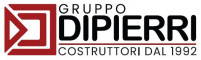 GRUPPO
DIPIERRI
COSTRUTTORI DAL 1992